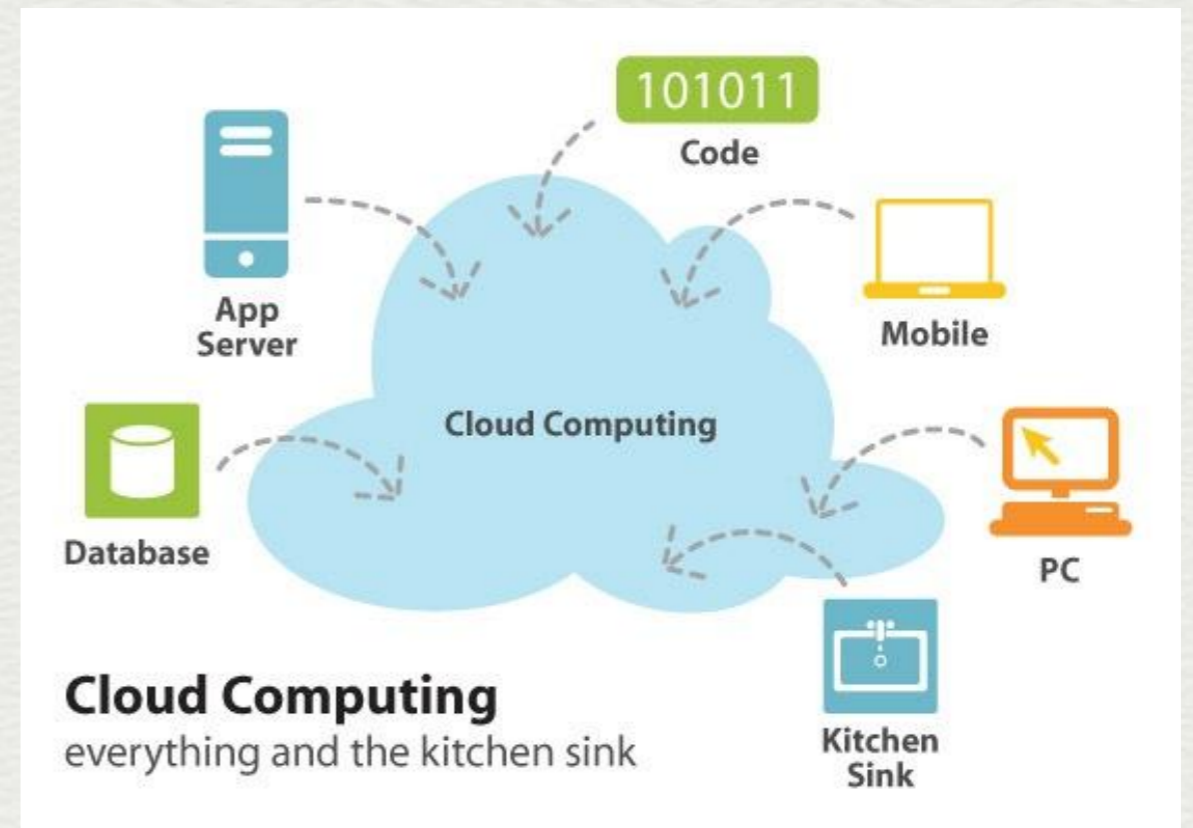 101011
Code
App
Server
Mobile
Cloud Computing
Database
PC
Kitchen
Sink
Cloud Computing
everything and the kitchen sink